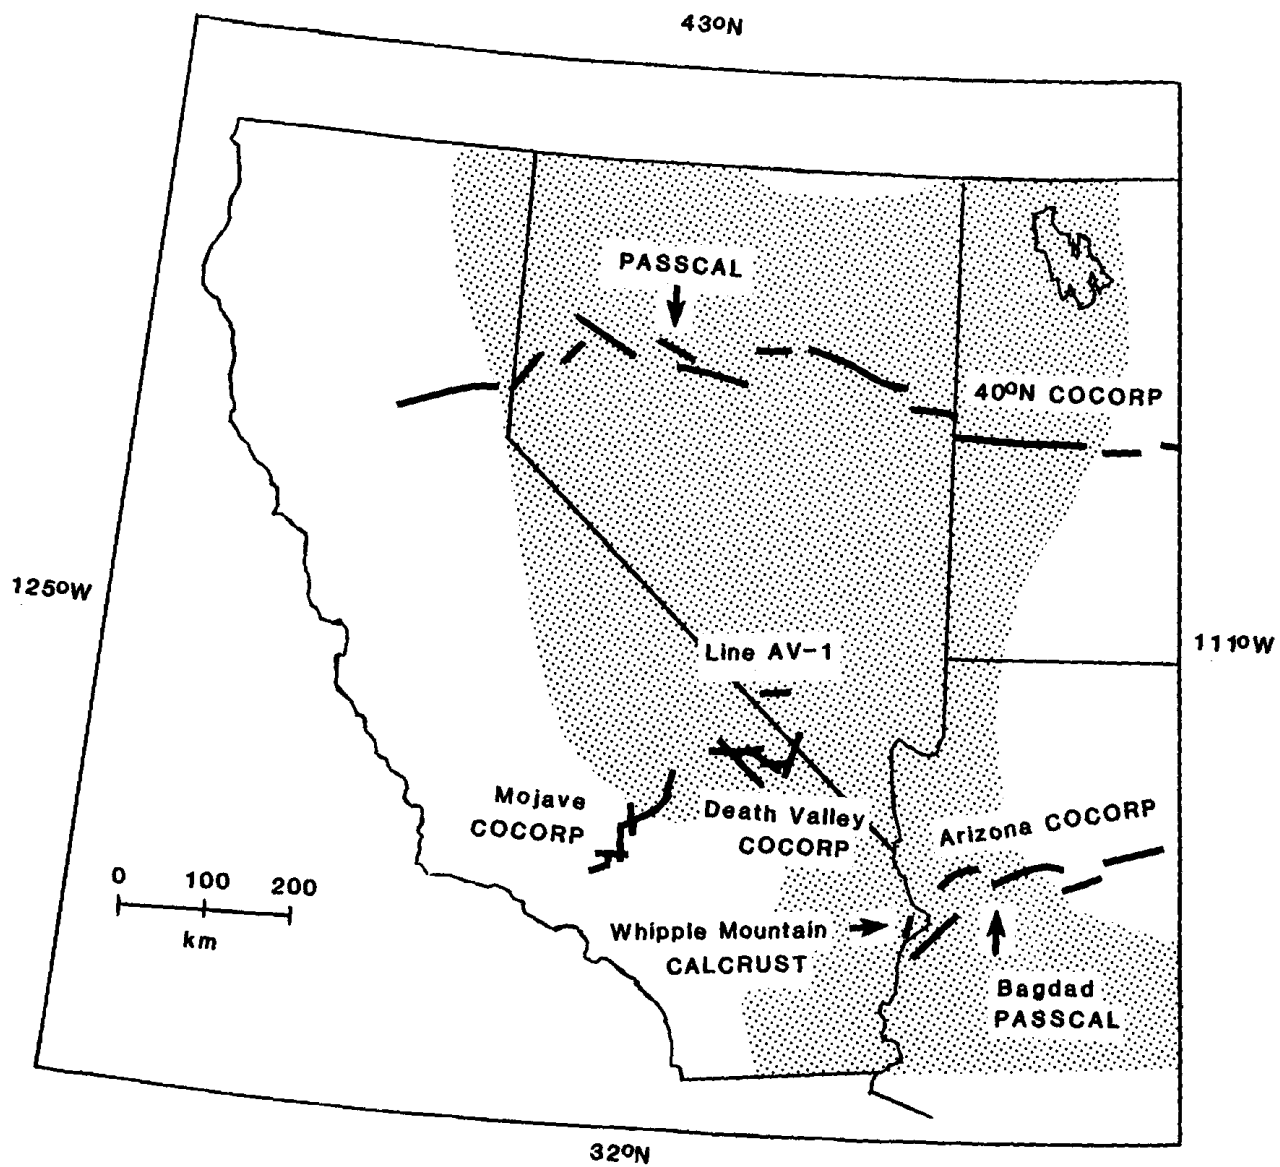 43ºN
PASSCAL
40ºN COCORP
125ºW
111ºW
Line AV-1
Mojave
COCORP
Death Valley
COCORP
Arizona COCORP
0 100 200
km
Whipple Mountain
CALCRUST
Bagdad
PASSCAL
32ºN